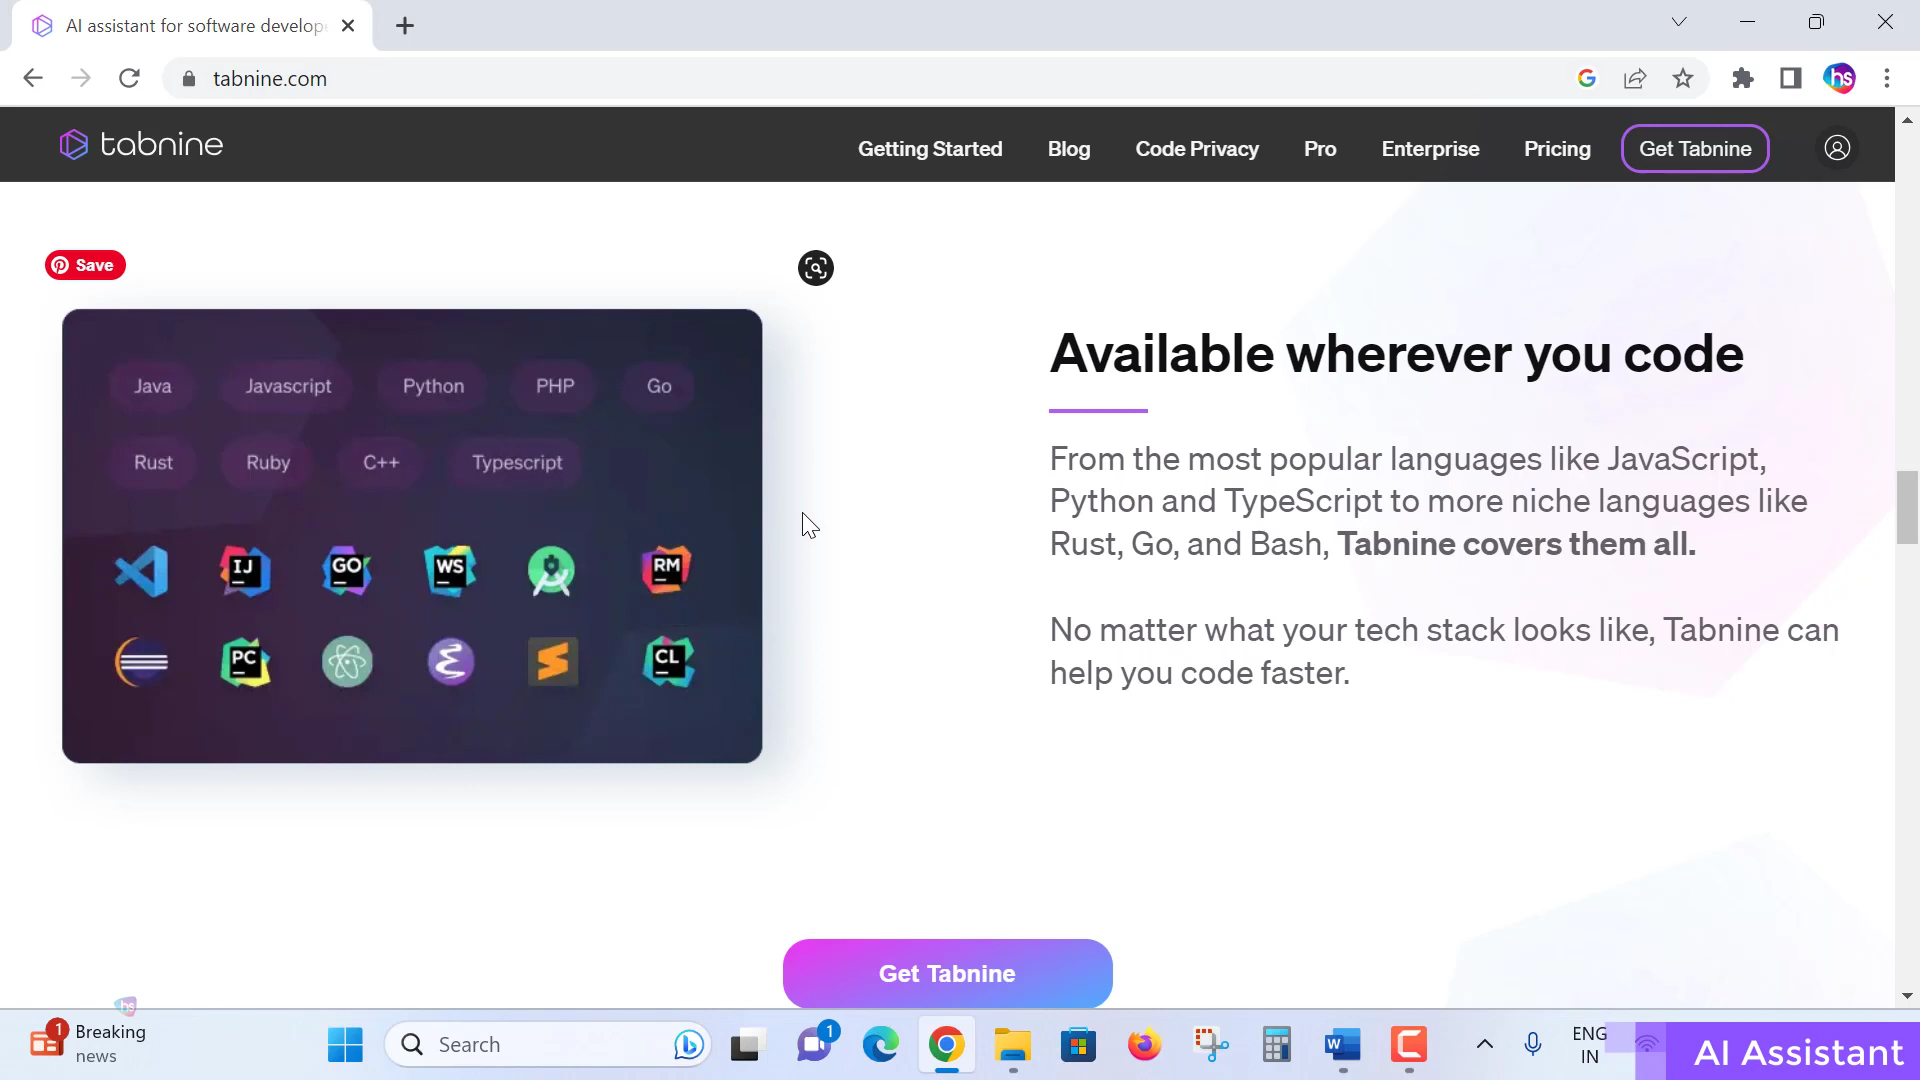 AI assistant for software develop
tabnine.com
hs
tabnine
Getting Started
Blog
Code Privacy
Pro
Enterprise
Pricing
Get Tabnine
Save
Java
Javascript
Python
PHP
Go
Rust
Ruby
C++
Typescript
IJ
GO
WS
RM
PC
CL
Available wherever you code
From the most popular languages like JavaScript,
Python and TypeScript to more niche languages like
Rust, Go, and Bash, Tabnine covers them all.
No matter what your tech stack looks like, Tabnine can
help you code faster.
Get Tabnine
hs
1
Breaking
news
Search
1
W
ENG
IN
AI Assistant